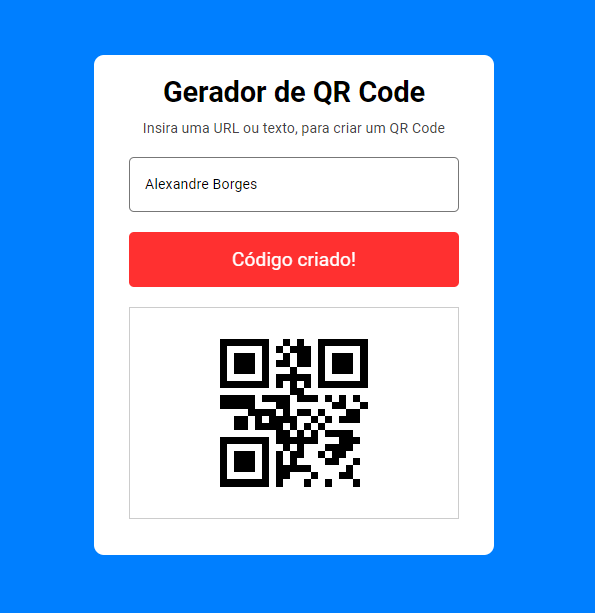 Gerador de QR Code
Insira uma URL ou texto, para criar um QR Code
Alexandre Borges
Código criado!